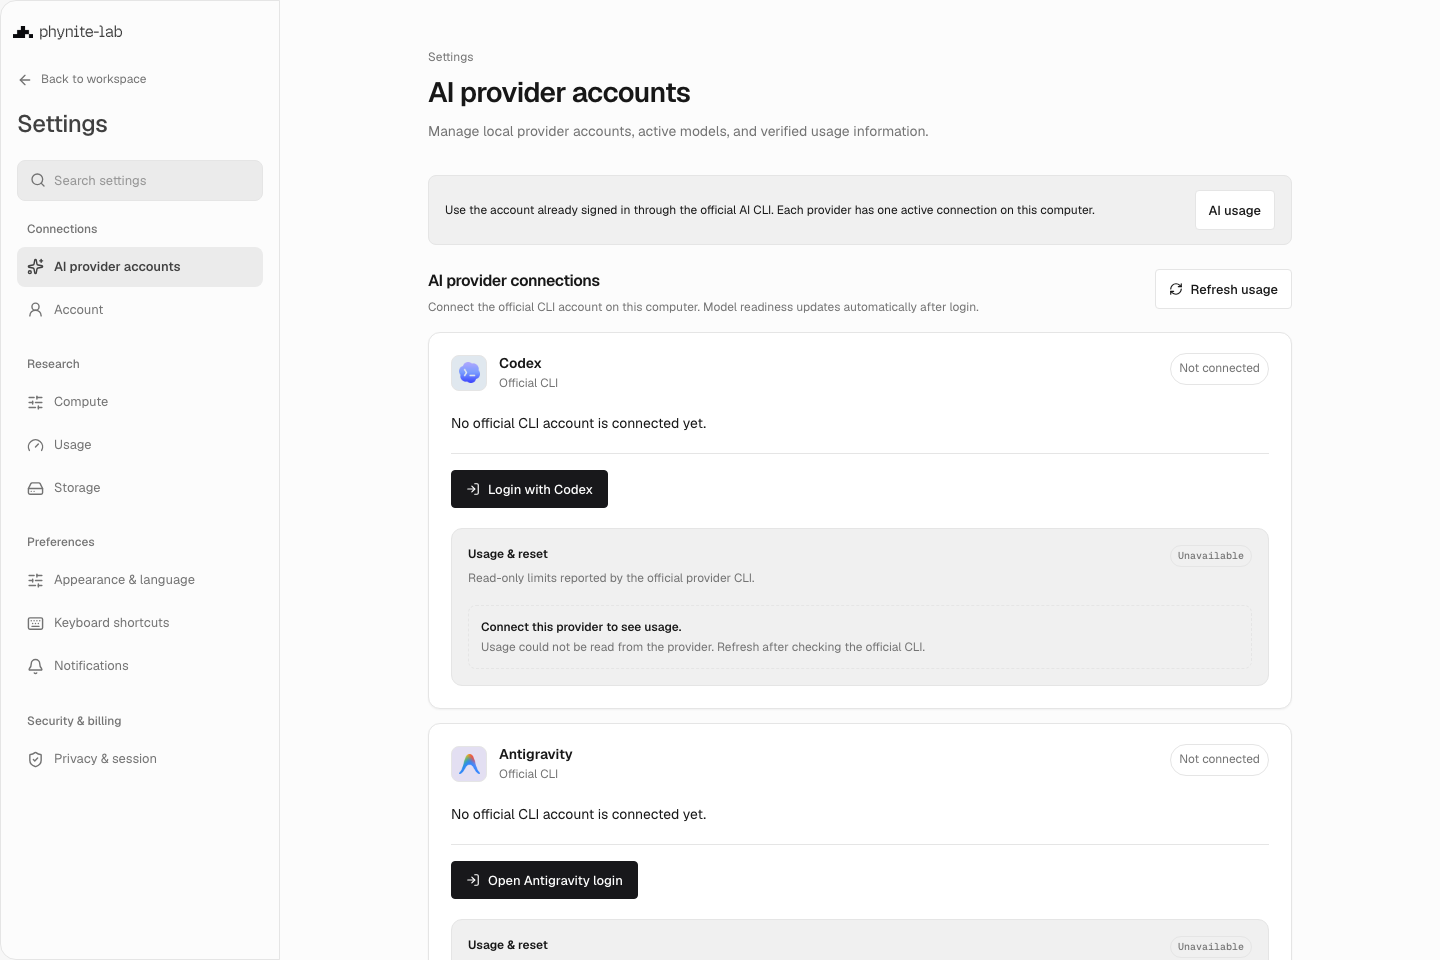 phynite-lab
Back to workspace
Settings
Search settings
Connections
AI provider accounts
Account
Research
Compute
Usage
Storage
Preferences
Appearance & language
Keyboard shortcuts
Notifications
Security & billing
Privacy & session
Settings
AI provider accounts
Manage local provider accounts, active models, and verified usage information.
Use the account already signed in through the official AI CLI. Each provider has one active connection on this computer.
AI usage
AI provider connections
Connect the official CLI account on this computer. Model readiness updates automatically after login.
Refresh usage
Codex
Official CLI
Not connected
No official CLI account is connected yet.
Login with Codex
Usage & reset
Unavailable
Read-only limits reported by the official provider CLI.
Connect this provider to see usage.
Usage could not be read from the provider. Refresh after checking the official CLI.
Antigravity
Official CLI
Not connected
No official CLI account is connected yet.
Open Antigravity login
Usage & reset
Unavailable